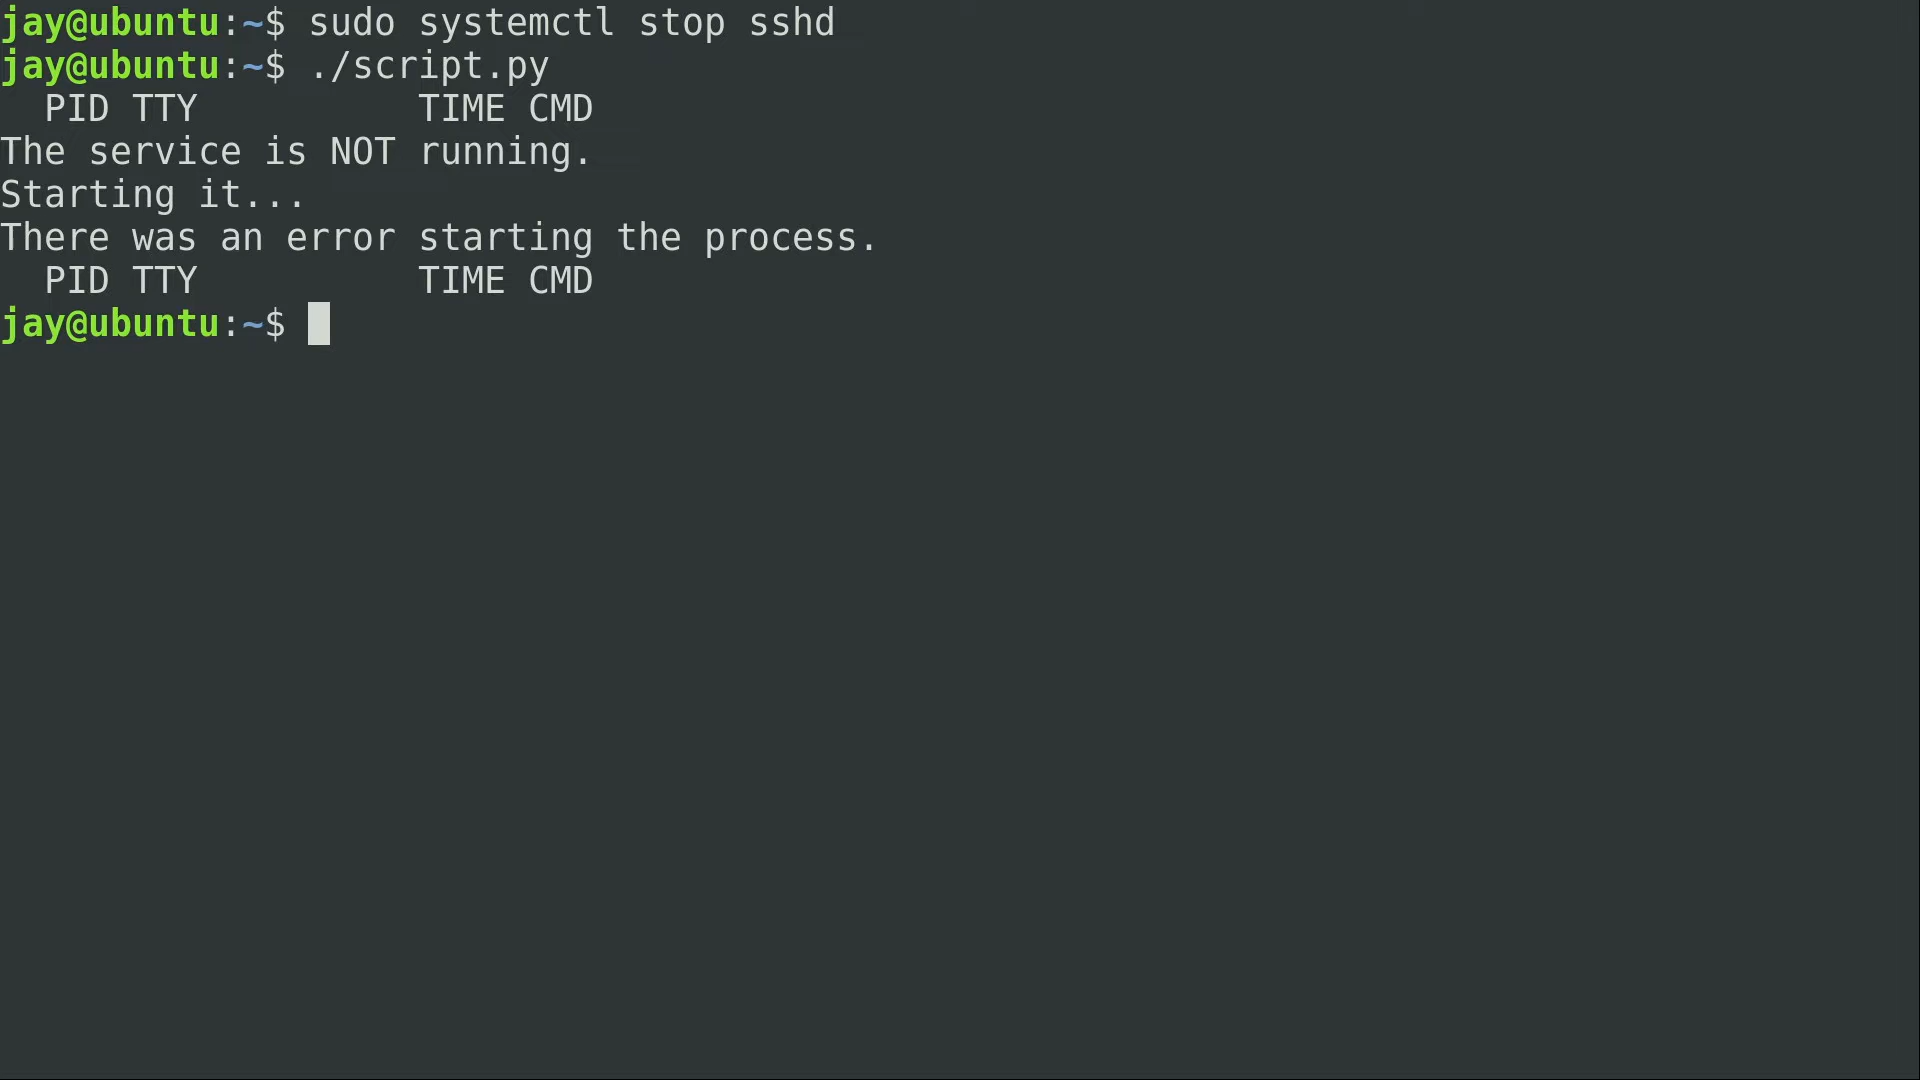 jay@ubuntu:~$ sudo systemctl stop sshd
jay@ubuntu:~$ ./script.py
    PID TTY          TIME CMD
The service is NOT running.
Starting it...
There was an error starting the process.
    PID TTY          TIME CMD
jay@ubuntu:~$